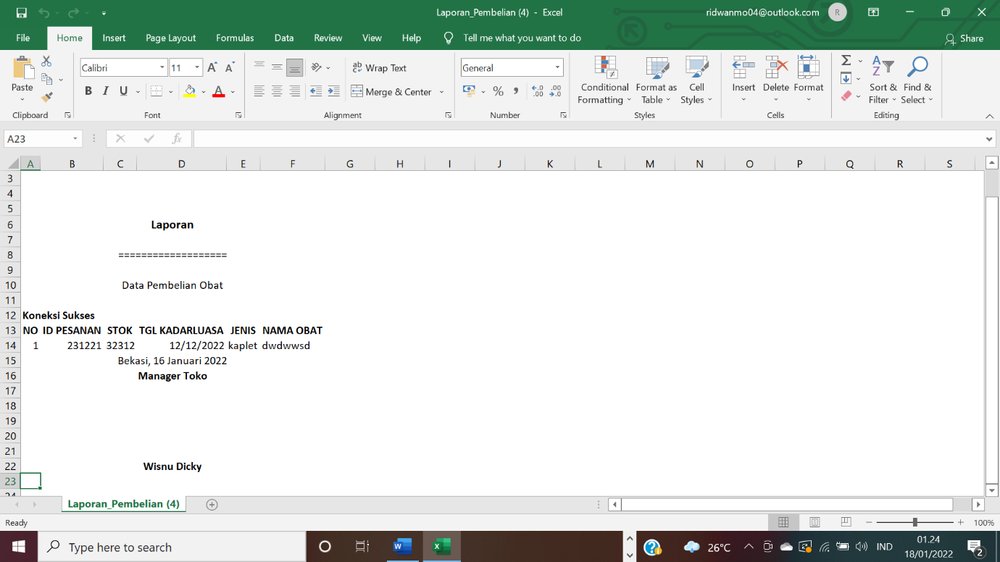 Laporan_Pembelian (4) - Excel
ridwanmo04@outlook.com
R
File Home Insert Page Layout Formulas Data Review View Help Tell me what you want to do Share
Paste
Clipboard
Calibri 11
B I U
Font
Wrap Text
Merge & Center
Alignment
General
Number
Conditional Formatting
Format as Table
Cell Styles
Styles
Insert Delete Format
Cells
Sort & Filter
Find & Select
Editing
A23
fx
A B C D E F G H I J K L M N O P Q R S
3
4
5
6 Laporan
7
8 ===================
9
10 Data Pembelian Obat
11
12 Koneksi Sukses
13 NO ID PESANAN STOK TGL KADARLUASA JENIS NAMA OBAT
14 1 231221 32312 12/12/2022 kaplet dwdwwsd
15 Bekasi, 16 Januari 2022
16 Manager Toko
17
18
19
20
21
22 Wisnu Dicky
23
24
Laporan_Pembelian (4)
Ready
100%
Type here to search
26°C
IND
01.24
18/01/2022
2